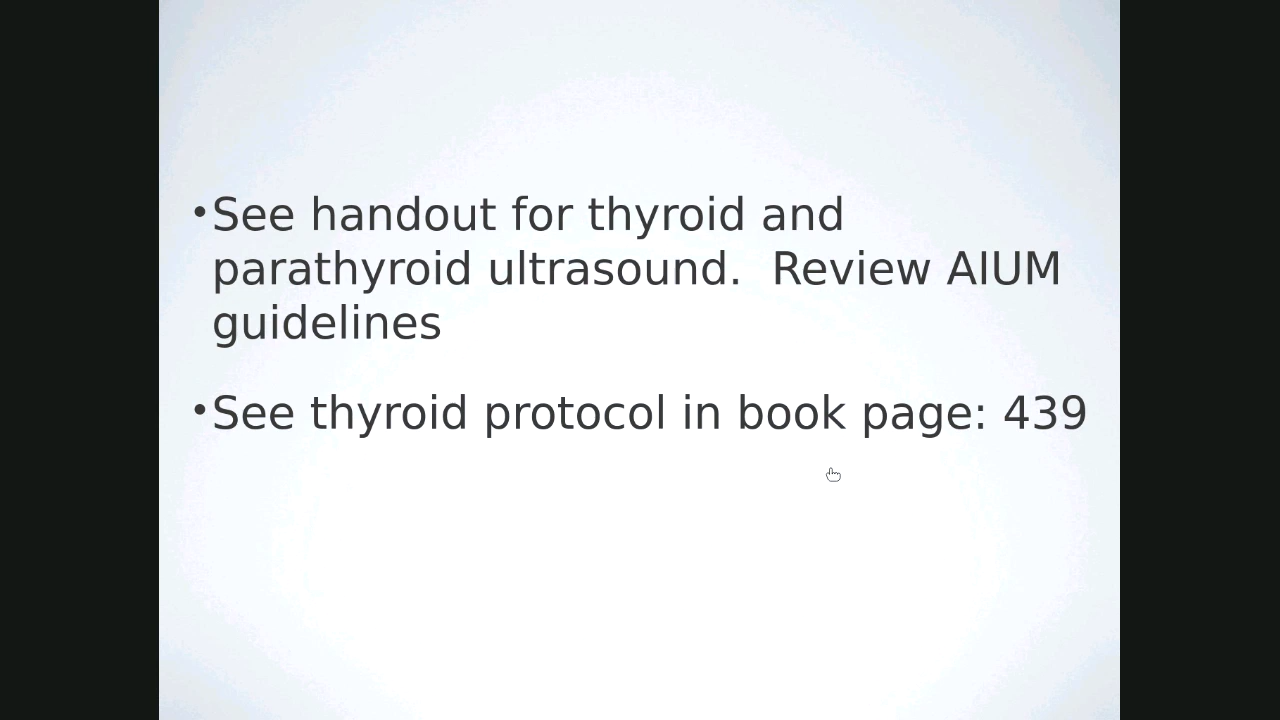 •See handout for thyroid and
parathyroid ultrasound.  Review AIUM
guidelines
•See thyroid protocol in book page: 439